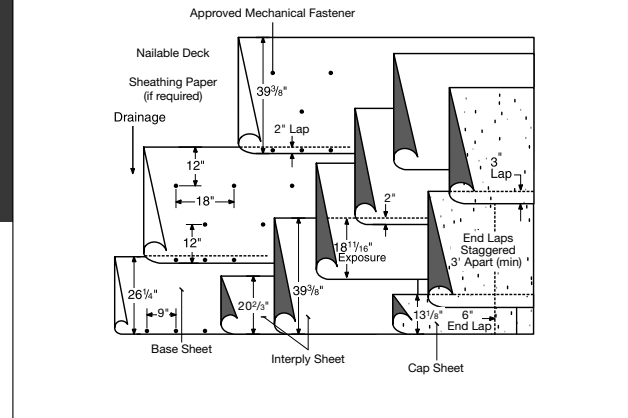 Approved Mechanical Fastener
Nailable Deck
Sheathing Paper
(if required)
Drainage
39³/₈"
2" Lap
12"
18"
12"
3"
Lap
2"
18¹¹/₁₆"
Exposure
End Laps
Staggered
3' Apart (min)
26¹/₄"
9"
20²/₃"
39³/₈"
13¹/₈"
6"
End Lap
Base Sheet
Interply Sheet
Cap Sheet